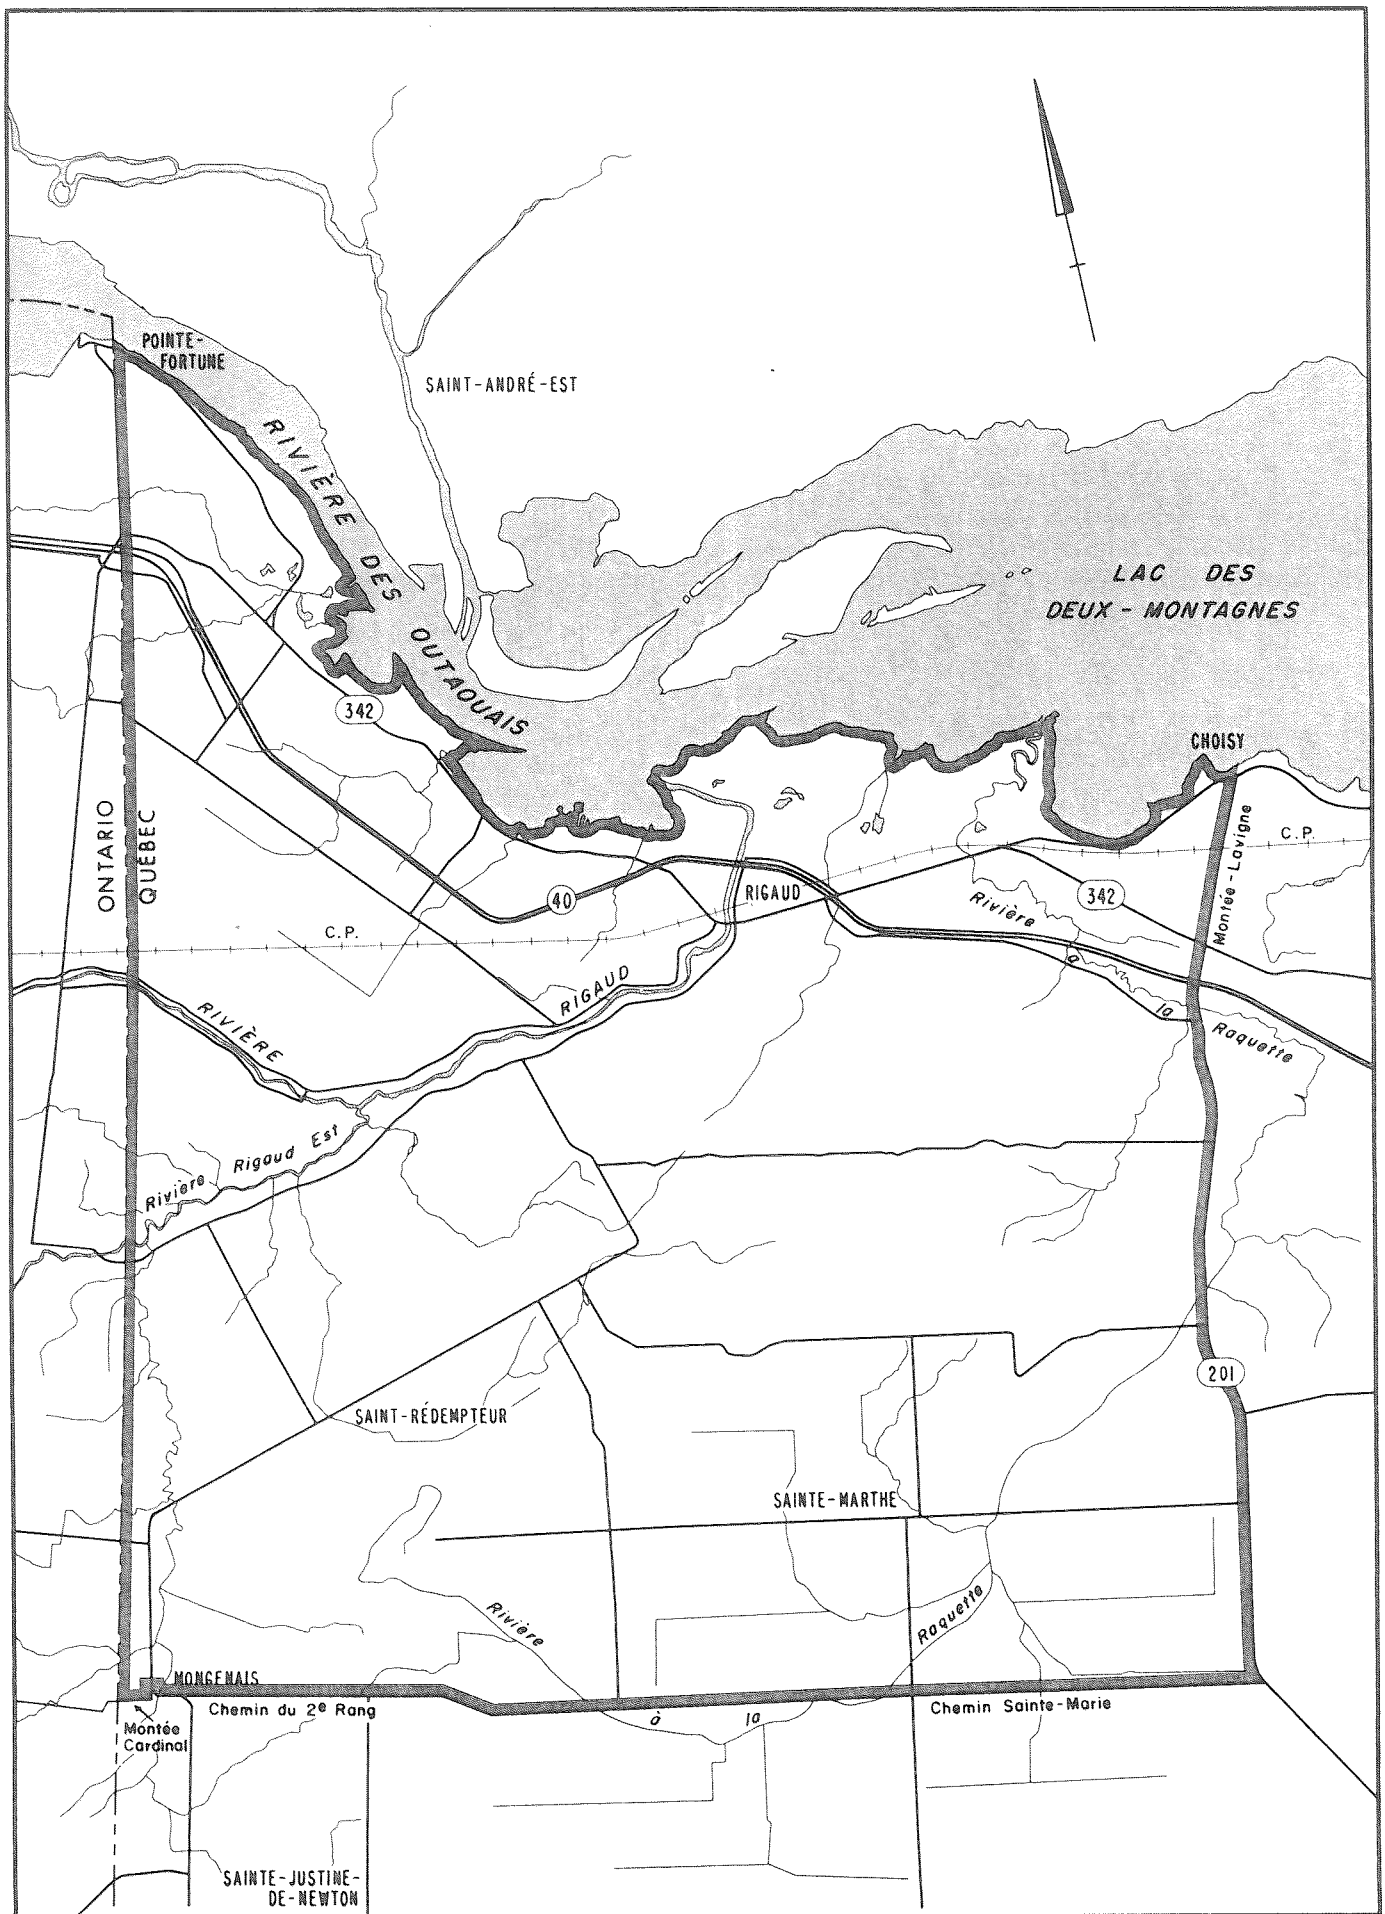 POINTE-
FORTUNE
SAINT-ANDRÉ-EST
RIVIÈRE DES OUTAOUAIS
LAC DES
DEUX - MONTAGNES
342
CHOISY
ONTARIO
QUÉBEC
C.P.
Montée-Lavigne
40
RIGAUD
342
Rivière
à
la
Raquette
C.P.
RIVIÈRE
RIGAUD
Rivière Rigaud Est
201
SAINT-RÉDEMPTEUR
SAINTE-MARTHE
Rivière
Raquette
MONGENAIS
Chemin du 2e Rang
à
la
Chemin Sainte-Marie
Montée
Cardinal
SAINTE-JUSTINE-
DE-NEWTON